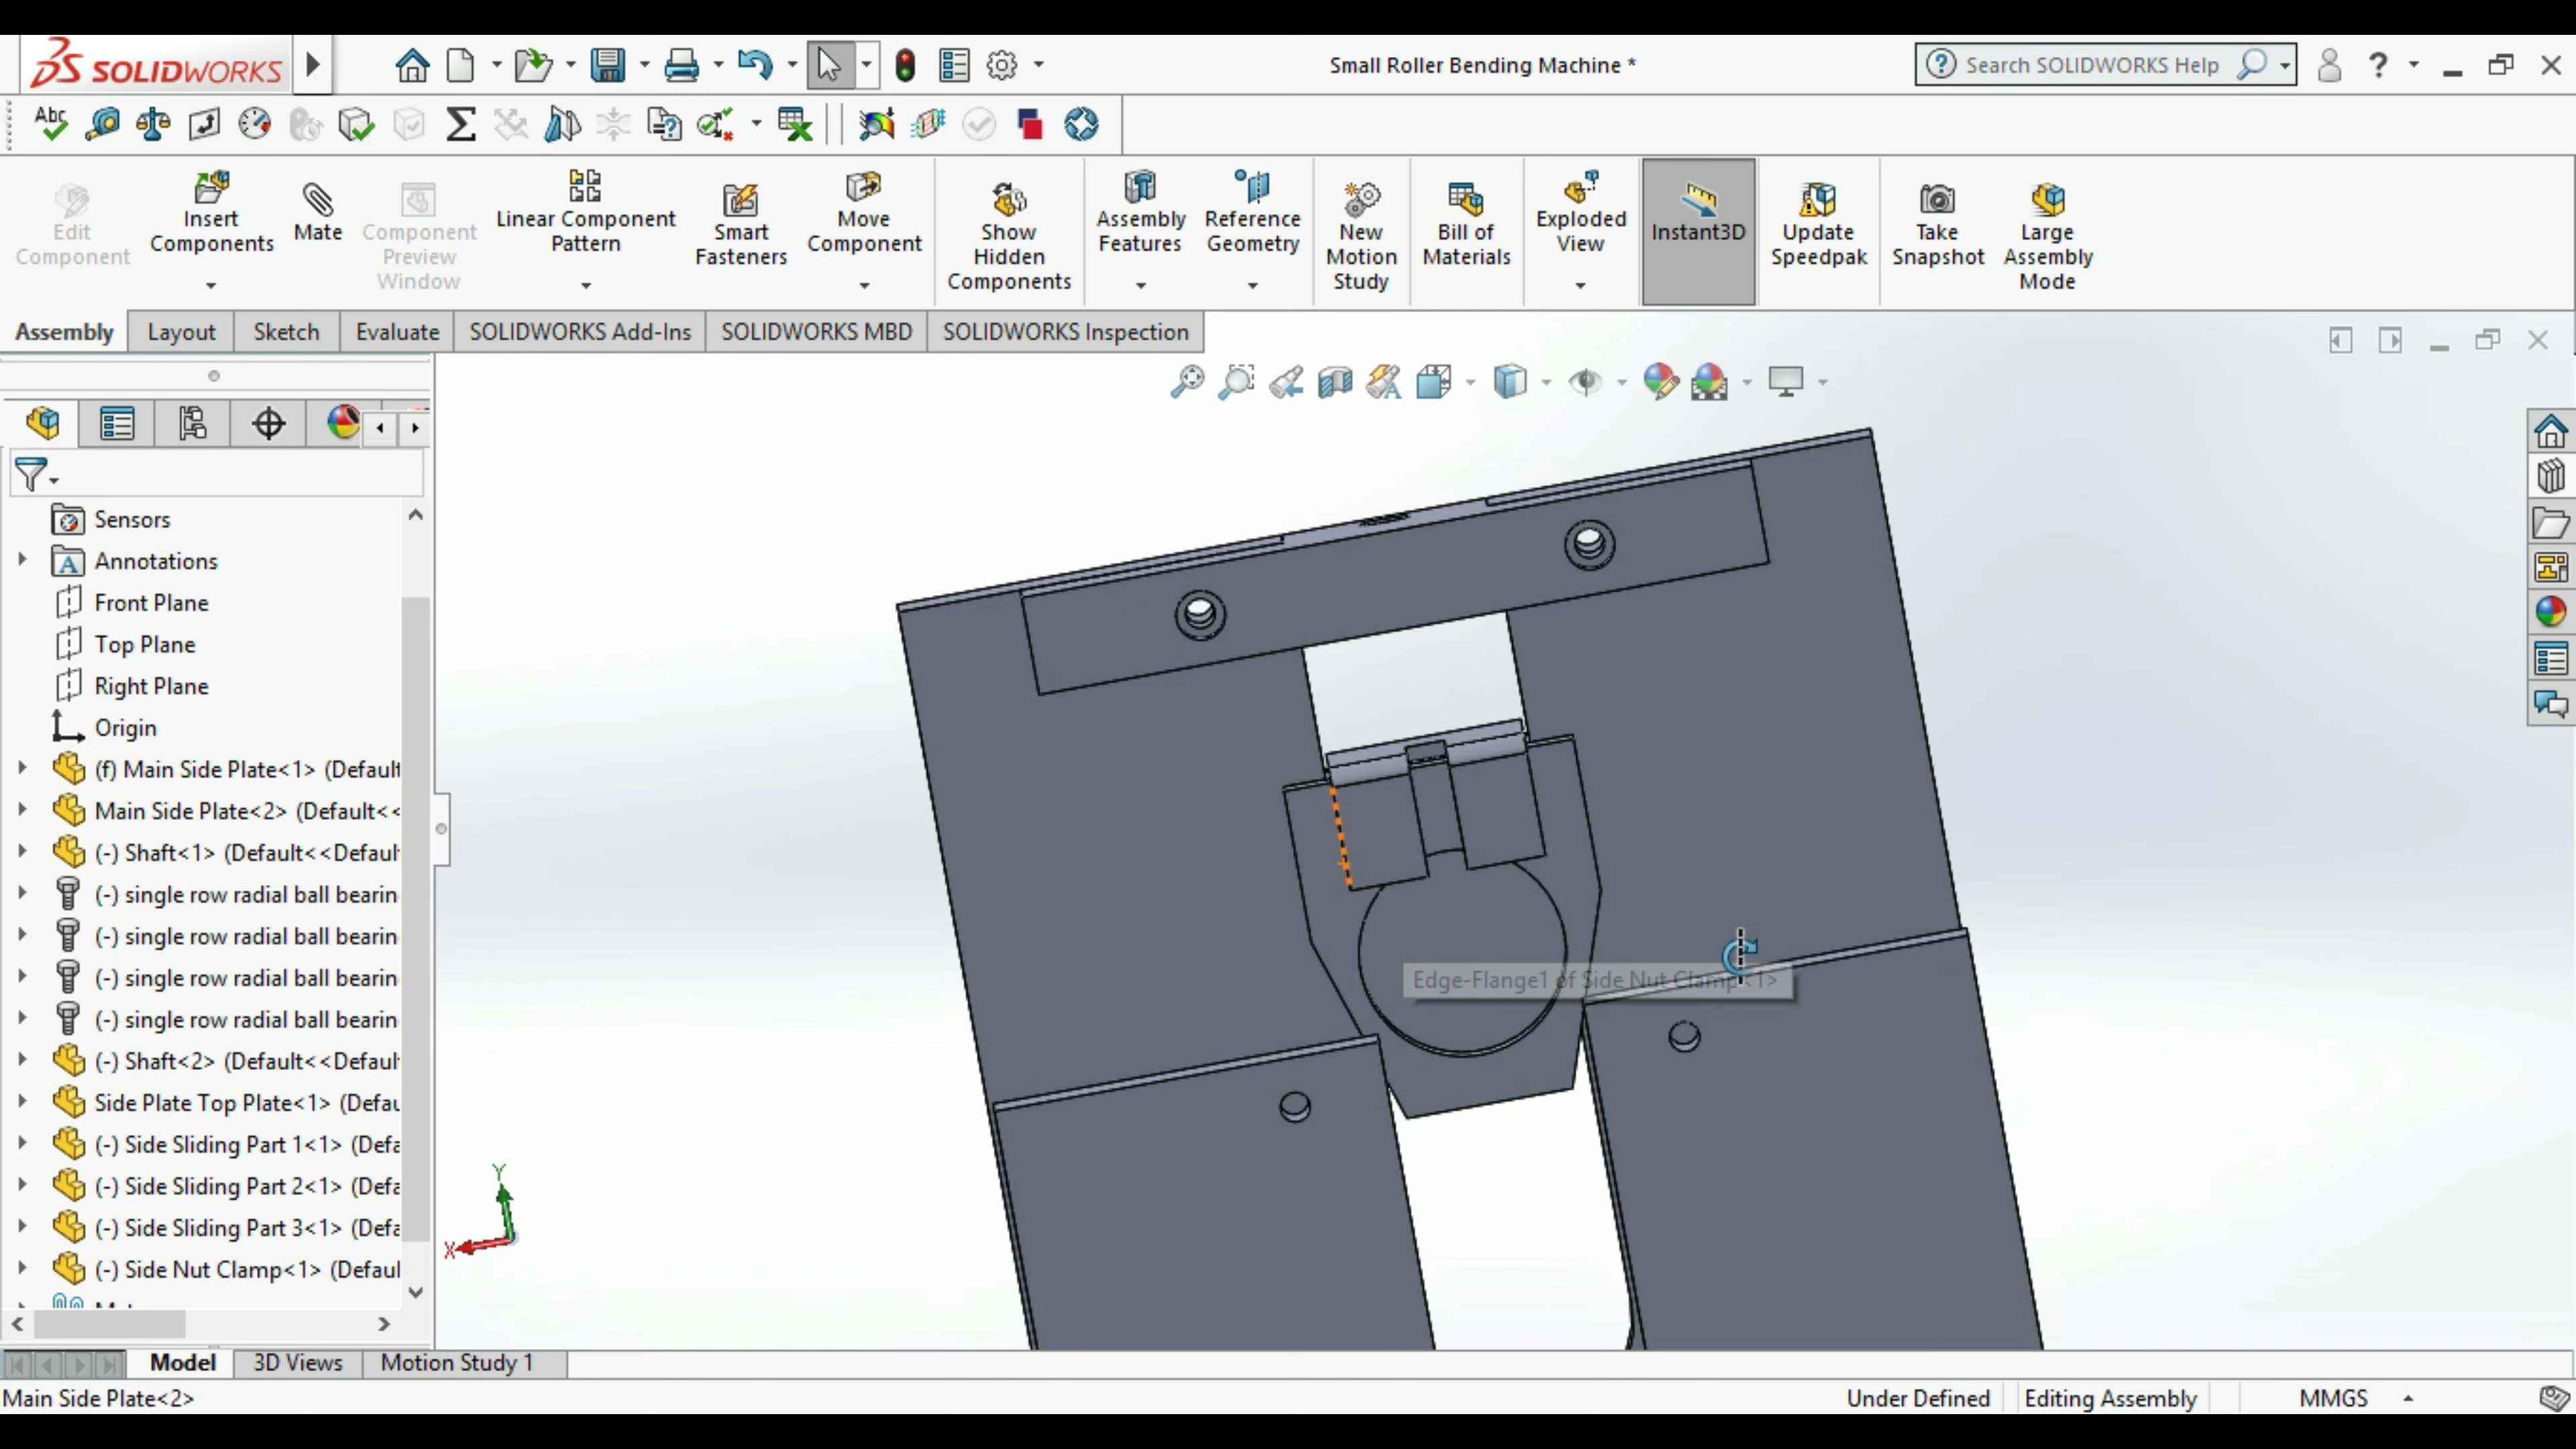 SOLIDWORKS
Small Roller Bending Machine *
Search SOLIDWORKS Help
?
Abc
Edit
Component
Insert
Components
Mate
Component
Preview
Window
Linear Component
Pattern
Smart
Fasteners
Move
Component
Show
Hidden
Components
Assembly
Features
Reference
Geometry
New
Motion
Study
Bill of
Materials
Exploded
View
Instant3D
Update
Speedpak
Take
Snapshot
Large
Assembly
Mode
Assembly
Layout
Sketch
Evaluate
SOLIDWORKS Add-Ins
SOLIDWORKS MBD
SOLIDWORKS Inspection
Sensors
Annotations
Front Plane
Top Plane
Right Plane
Origin
(f) Main Side Plate<1> (Default
Main Side Plate<2> (Default<<
(-) Shaft<1> (Default<<Defaul
(-) single row radial ball bearin
(-) single row radial ball bearin
(-) single row radial ball bearin
(-) single row radial ball bearin
(-) Shaft<2> (Default<<Defaul
Side Plate Top Plate<1> (Defau
(-) Side Sliding Part 1<1> (Defa
(-) Side Sliding Part 2<1> (Defa
(-) Side Sliding Part 3<1> (Defa
(-) Side Nut Clamp<1> (Defaul
Edge-Flange1 of Side Nut Clamp<1>
Y
X
Model
3D Views
Motion Study 1
Main Side Plate<2>
Under Defined
Editing Assembly
MMGS